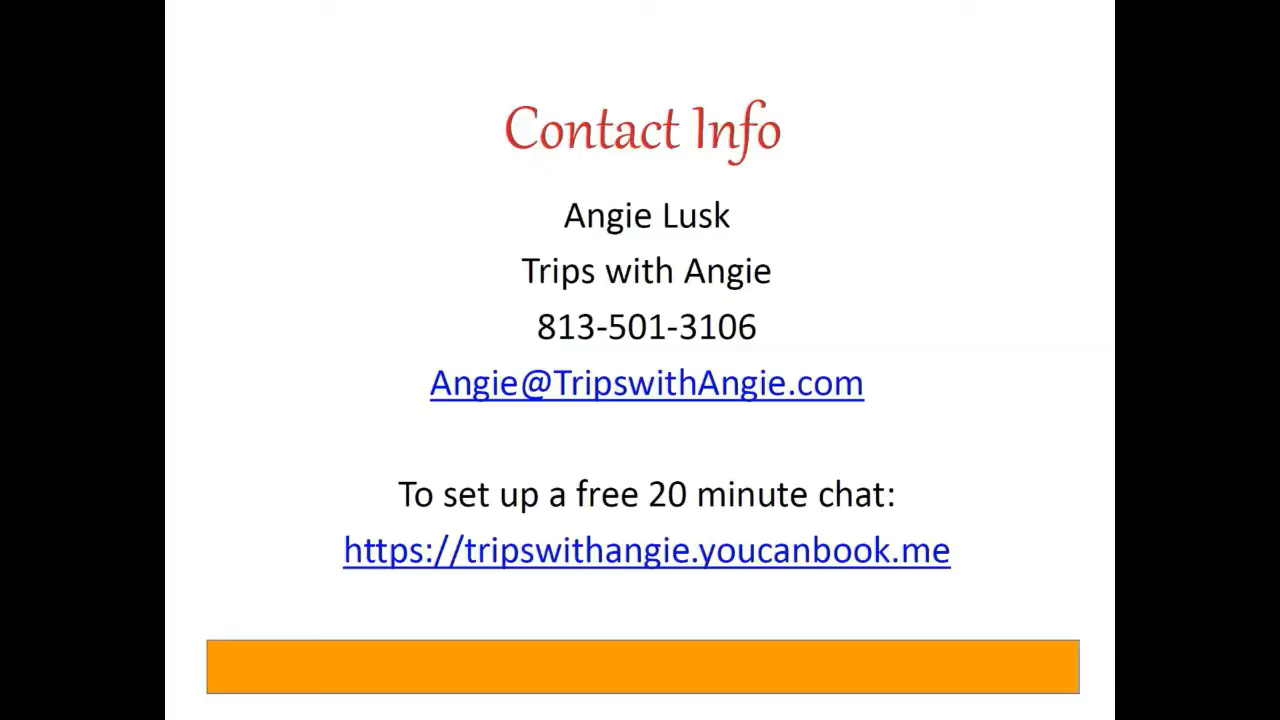 Contact Info
Angie Lusk
Trips with Angie
813-501-3106
Angie@TripswithAngie.com
To set up a free 20 minute chat:
https://tripswithangie.youcanbook.me